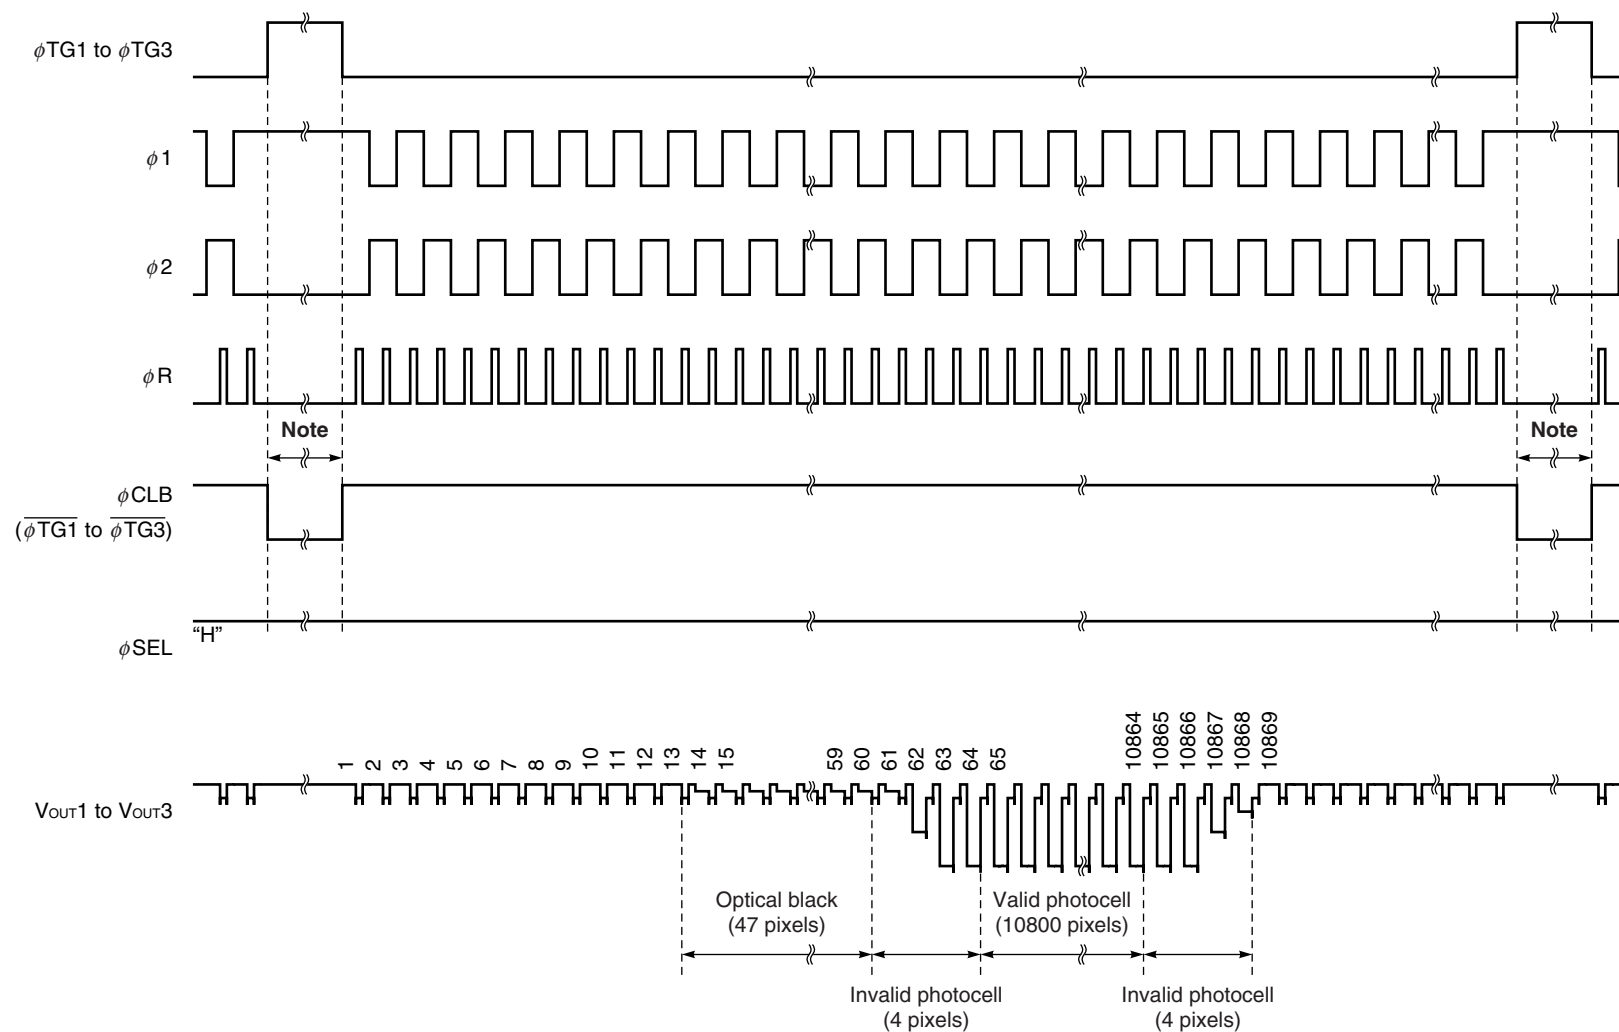 ϕTG1 to ϕTG3
ϕ1
ϕ2
ϕR
Note
Note
ϕCLB
(ϕTG1 to ϕTG3)
"H"
ϕSEL
1 2 3 4 5 6 7 8 9 10 11 12 13 14 15 59 60 61 62 63 64 65 10864 10865 10866 10867 10868 10869
VOUT1 to VOUT3
Optical black
(47 pixels)
Valid photocell
(10800 pixels)
Invalid photocell
(4 pixels)
Invalid photocell
(4 pixels)